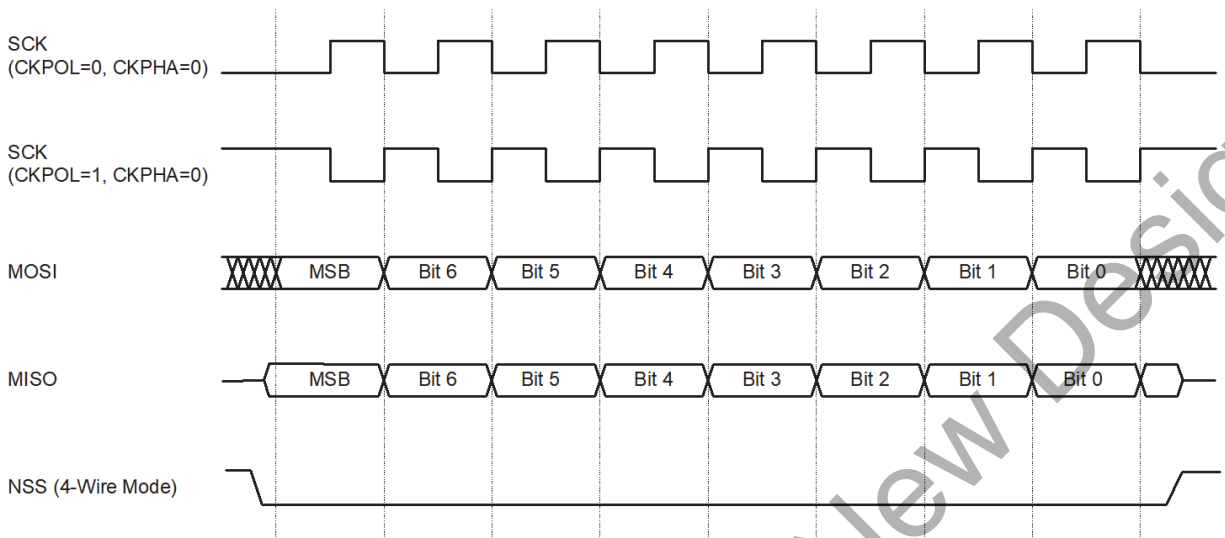 SCK
(CKPOL=0, CKPHA=0)
SCK
(CKPOL=1, CKPHA=0)
MOSI
MSB Bit 6 Bit 5 Bit 4 Bit 3 Bit 2 Bit 1 Bit 0
MISO
MSB Bit 6 Bit 5 Bit 4 Bit 3 Bit 2 Bit 1 Bit 0
NSS (4-Wire Mode)
New Desig